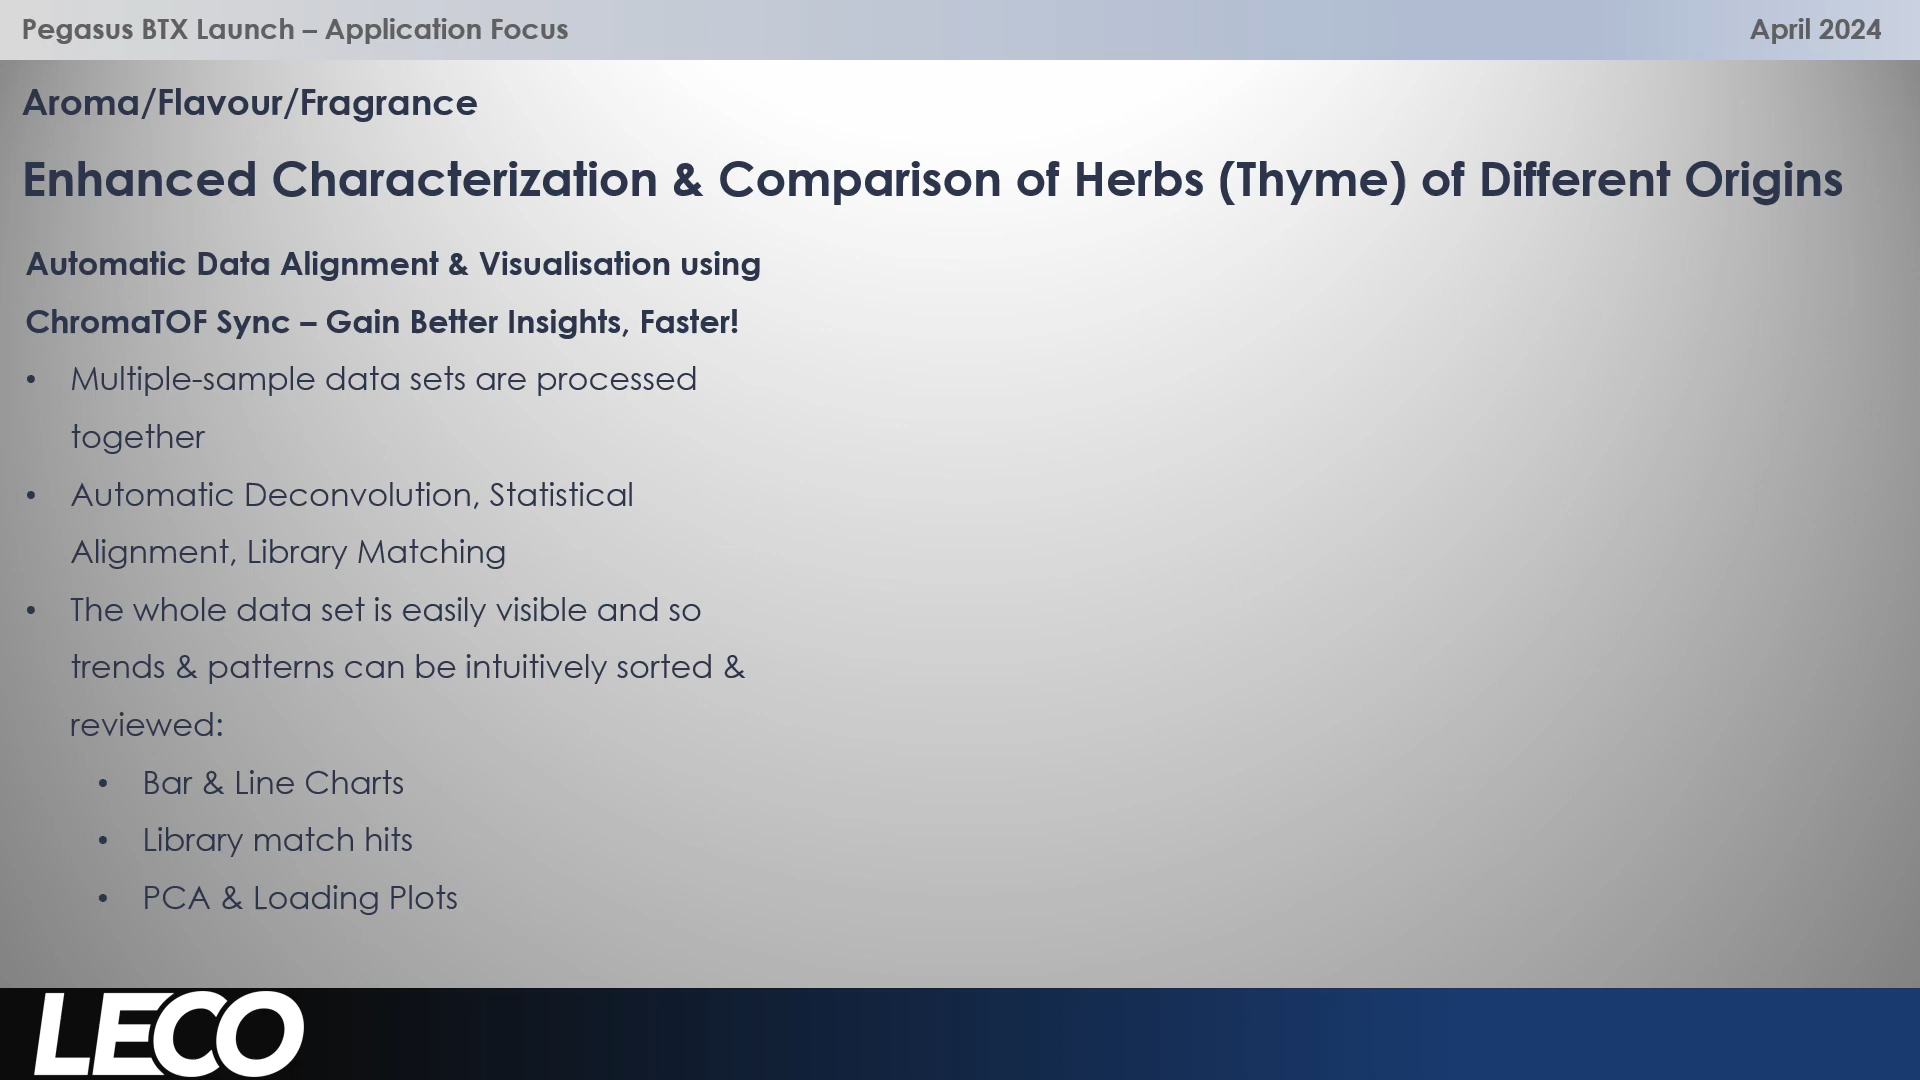 Pegasus BTX Launch – Application Focus
April 2024
Aroma/Flavour/Fragrance
Enhanced Characterization & Comparison of Herbs (Thyme) of Different Origins
Automatic Data Alignment & Visualisation using
ChromaTOF Sync – Gain Better Insights, Faster!
• Multiple-sample data sets are processed
together
• Automatic Deconvolution, Statistical
Alignment, Library Matching
• The whole data set is easily visible and so
trends & patterns can be intuitively sorted &
reviewed:
• Bar & Line Charts
• Library match hits
• PCA & Loading Plots
LECO